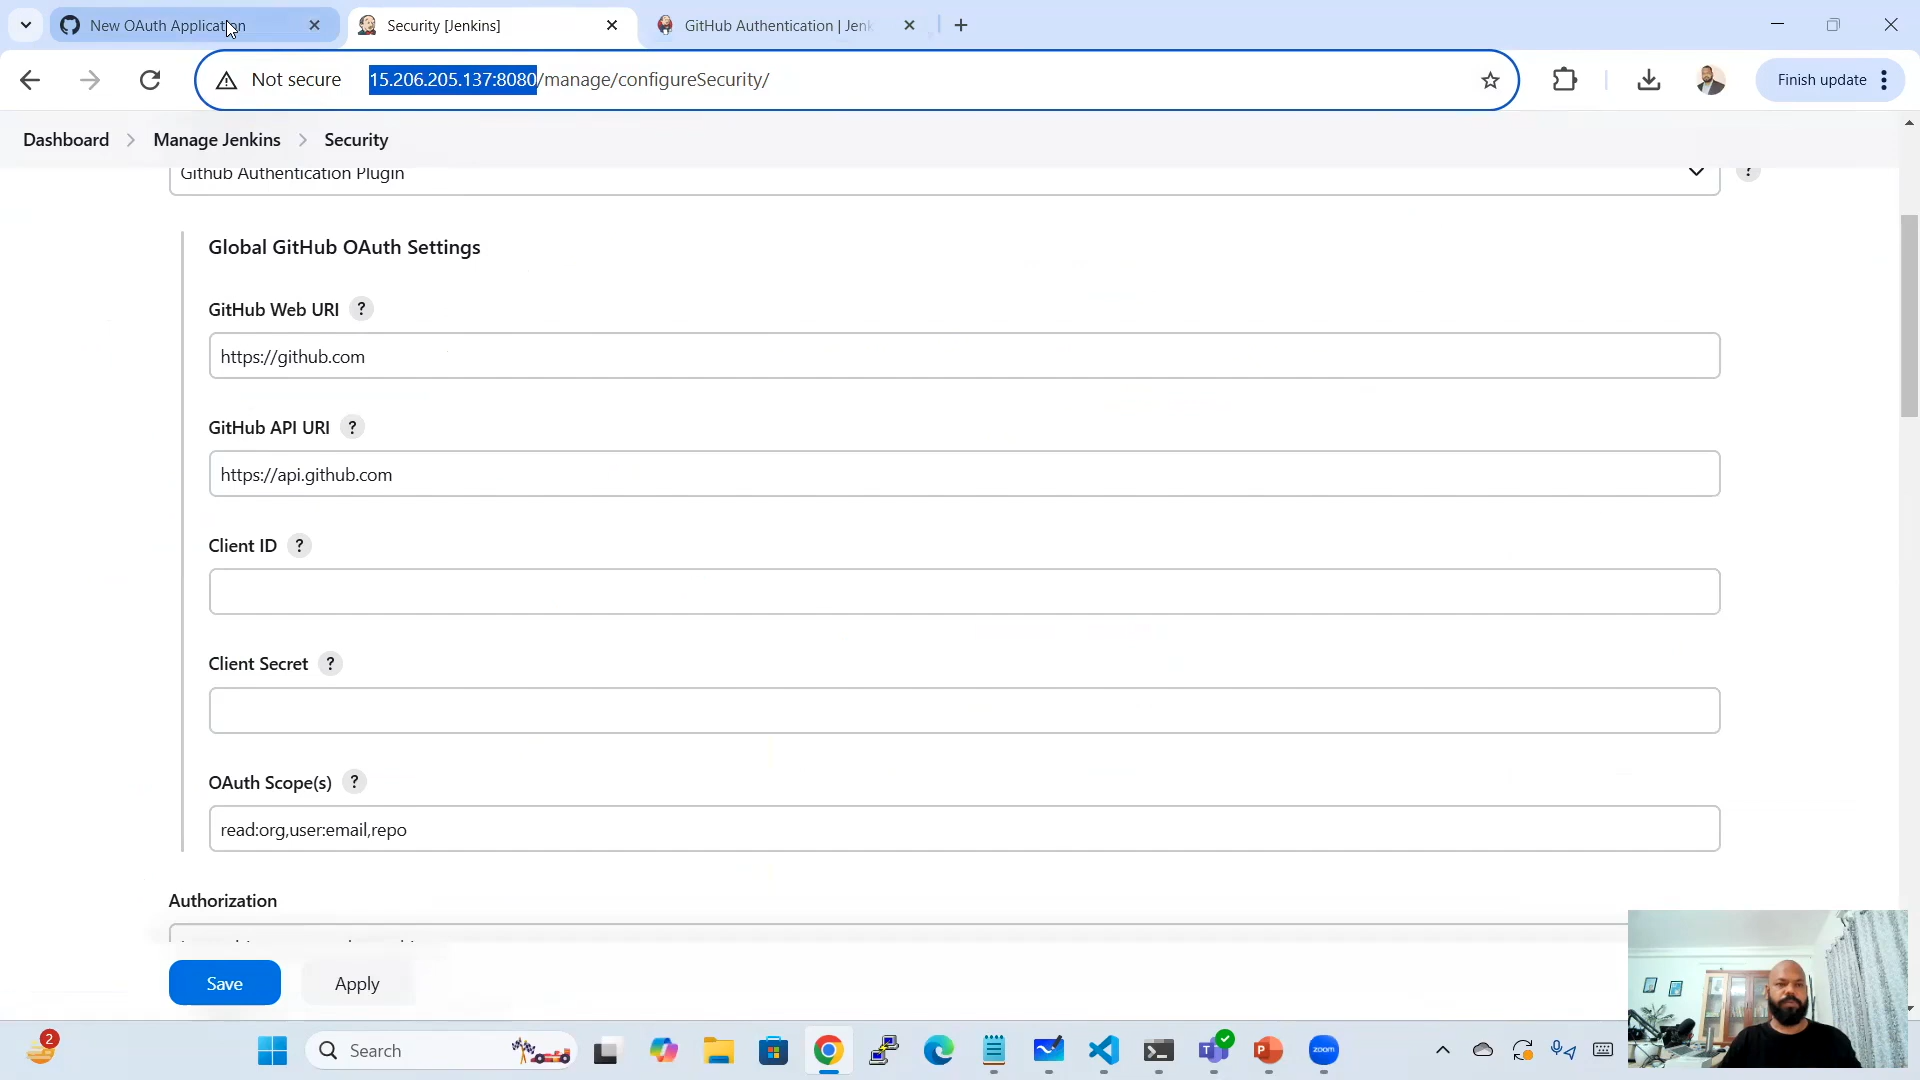 New OAuth Application
Security [Jenkins]
GitHub Authentication | Jenk
Not secure
15.206.205.137:8080/manage/configureSecurity/
Finish update
Dashboard
Manage Jenkins
Security
Github Authentication Plugin
?
Global GitHub OAuth Settings
GitHub Web URI ?
https://github.com
GitHub API URI ?
https://api.github.com
Client ID ?
Client Secret ?
OAuth Scope(s) ?
read:org,user:email,repo
Authorization
Save
Apply
2
Search
zoom